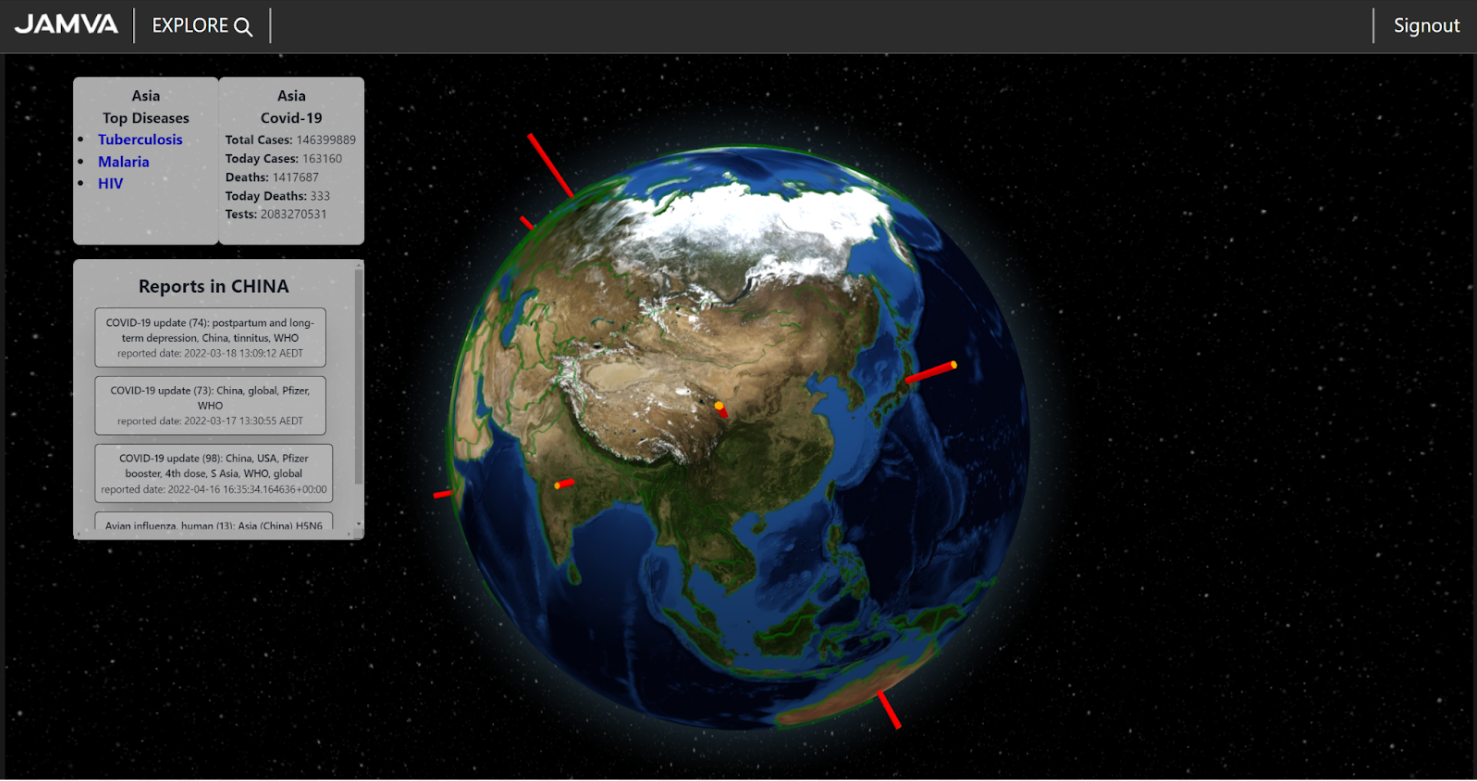 JAMVA
EXPLORE
Signout
Asia
Top Diseases
Tuberculosis
Malaria
HIV
Asia
Covid-19
Total Cases: 146399889
Today Cases: 163160
Deaths: 1417687
Today Deaths: 333
Tests: 2083270531
Reports in CHINA
COVID-19 update (74): postpartum and long-
term depression, China, tinnitus, WHO
reported date: 2022-03-18 13:09:12 AEDT
COVID-19 update (73): China, global, Pfizer,
WHO
reported date: 2022-03-17 13:30:55 AEDT
COVID-19 update (98): China, USA, Pfizer
booster, 4th dose, S Asia, WHO, global
reported date: 2022-04-16 16:35:34.164636+00:00
Avian influenza, human (13): Asia (China) H5N6